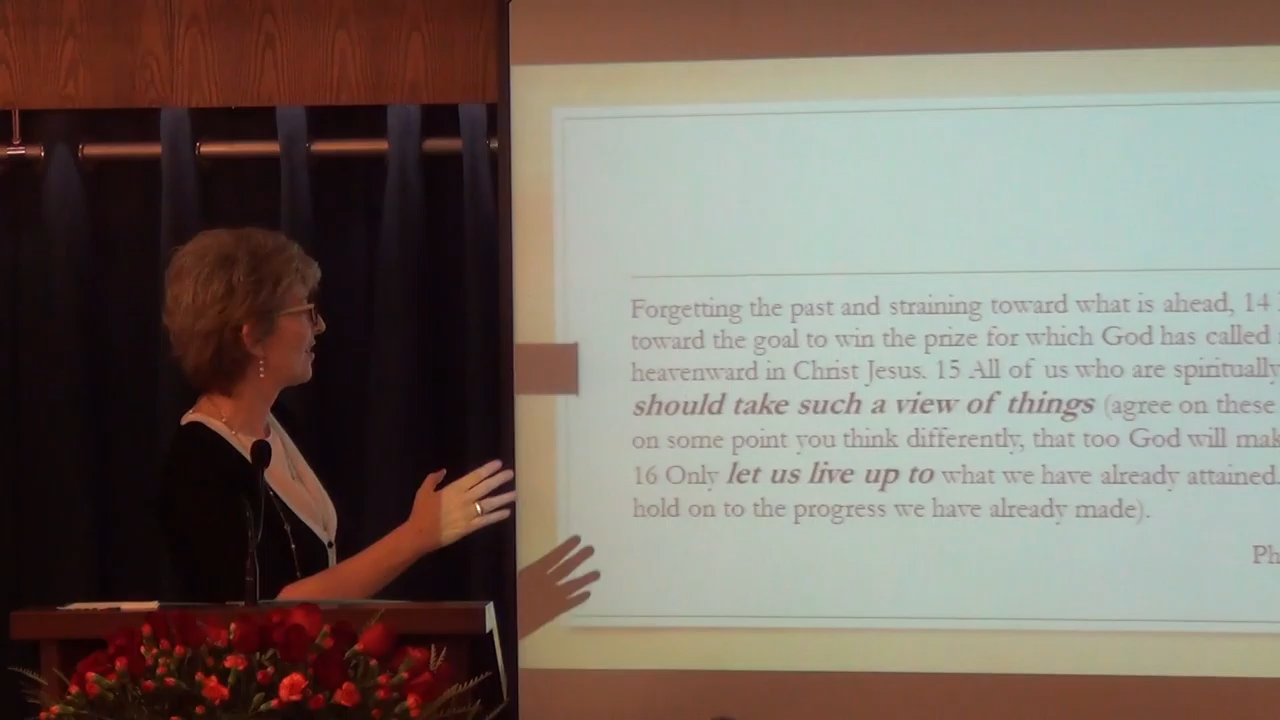 Forgetting the past and straining toward what is ahead, 14
toward the goal to win the prize for which God has called
heavenward in Christ Jesus. 15 All of us who are spiritually
should take such a view of things (agree on these
on some point you think differently, that too God will mak
16 Only let us live up to what we have already attained.
hold on to the progress we have already made).
Ph